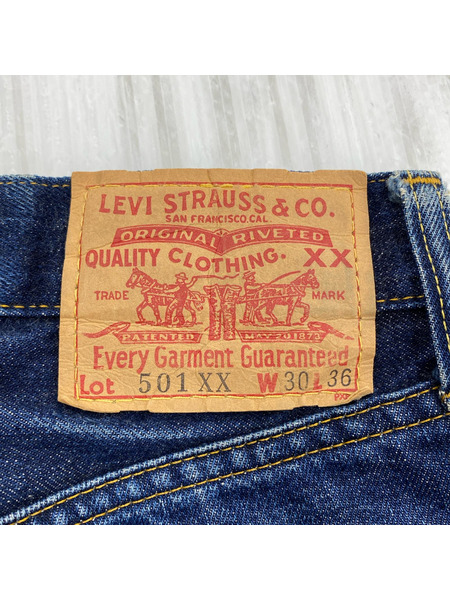 LEVI STRAUSS & CO.
SAN FRANCISCO, CAL.
ORIGINAL RIVETED
QUALITY CLOTHING. XX
TRADE MARK
PATENTED MAY 20 1873
Every Garment Guaranteed
Lot 501 XX W 30 L 36